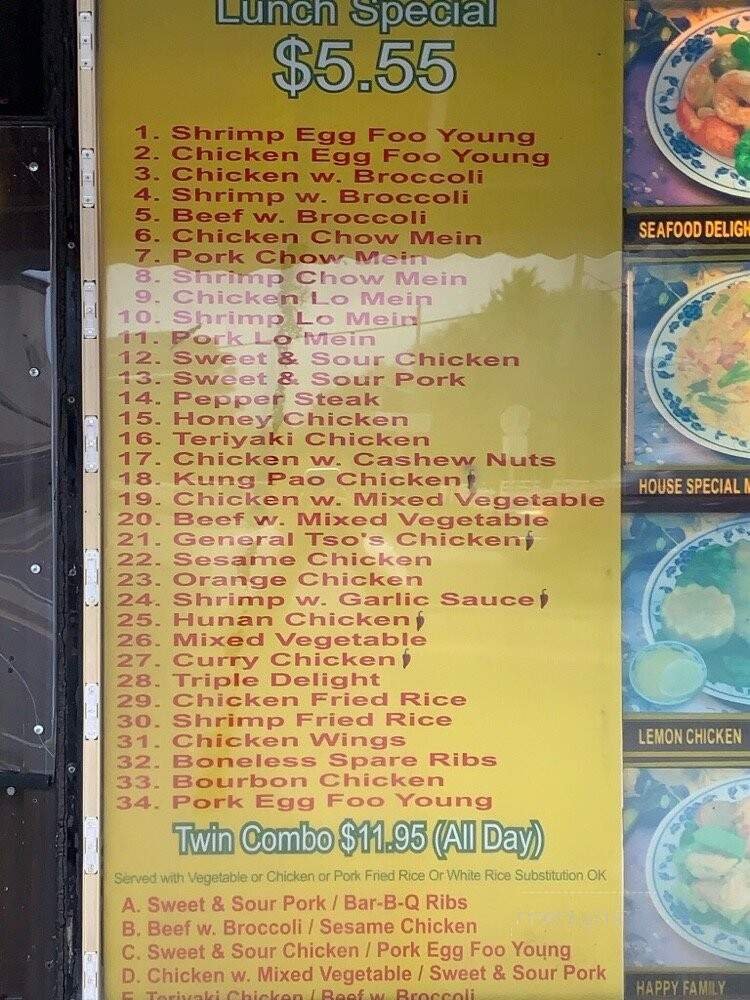 Lunch Special
$5.55
1. Shrimp Egg Foo Young
2. Chicken Egg Foo Young
3. Chicken w. Broccoli
4. Shrimp w. Broccoli
5. Beef w. Broccoli
6. Chicken Chow Mein
7. Pork Chow Mein
8. Shrimp Chow Mein
9. Chicken Lo Mein
10. Shrimp Lo Mein
11. Pork Lo Mein
12. Sweet & Sour Chicken
13. Sweet & Sour Pork
14. Pepper Steak
15. Honey Chicken
16. Teriyaki Chicken
17. Chicken w. Cashew Nuts
18. Kung Pao Chicken
19. Chicken w. Mixed Vegetable
20. Beef w. Mixed Vegetable
21. General Tso's Chicken
22. Sesame Chicken
23. Orange Chicken
24. Shrimp w. Garlic Sauce
25. Hunan Chicken
26. Mixed Vegetable
27. Curry Chicken
28. Triple Delight
29. Chicken Fried Rice
30. Shrimp Fried Rice
31. Chicken Wings
32. Boneless Spare Ribs
33. Bourbon Chicken
34. Pork Egg Foo Young
Twin Combo $11.95 (All Day)
Served with Vegetable or Chicken or Pork Fried Rice Or White Rice Substitution OK
A. Sweet & Sour Pork / Bar-B-Q Ribs
B. Beef w. Broccoli / Sesame Chicken
C. Sweet & Sour Chicken / Pork Egg Foo Young
D. Chicken w. Mixed Vegetable / Sweet & Sour Pork
E. Teriyaki Chicken / Beef w. Broccoli
SEAFOOD DELIGH
HOUSE SPECIAL
LEMON CHICKEN
HAPPY FAMILY